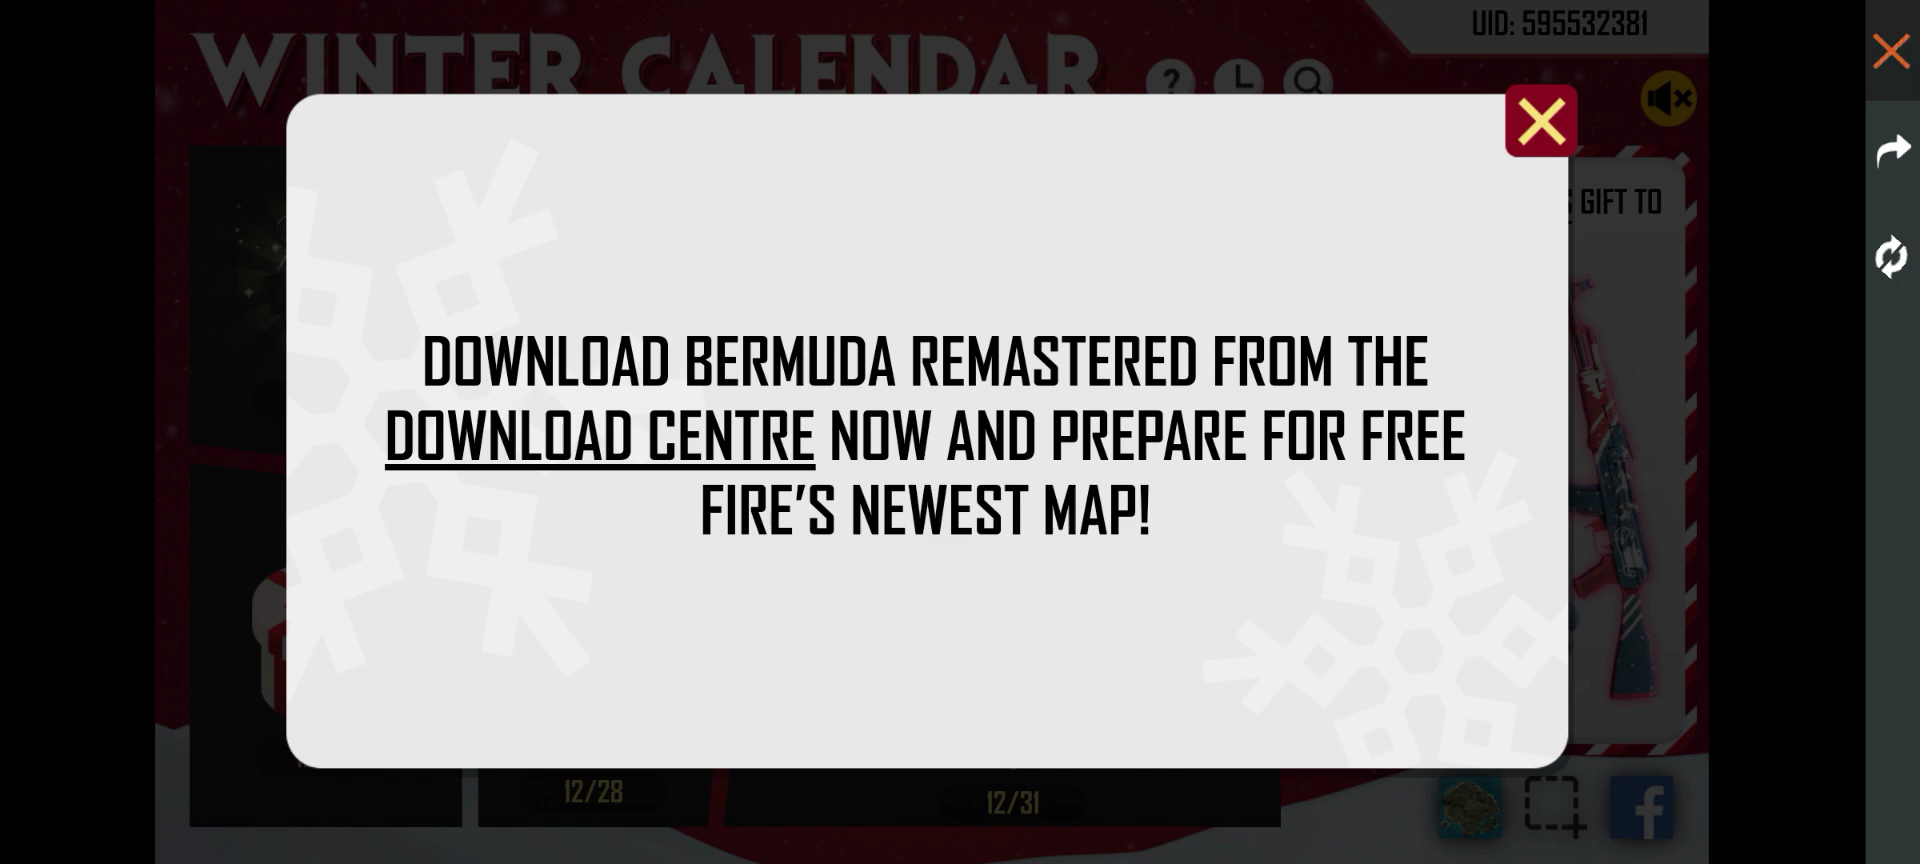 WINTER CALENDAR
UID: 595532381
GIFT TO
DOWNLOAD BERMUDA REMASTERED FROM THE
DOWNLOAD CENTRE NOW AND PREPARE FOR FREE
FIRE'S NEWEST MAP!
12/28
12/31